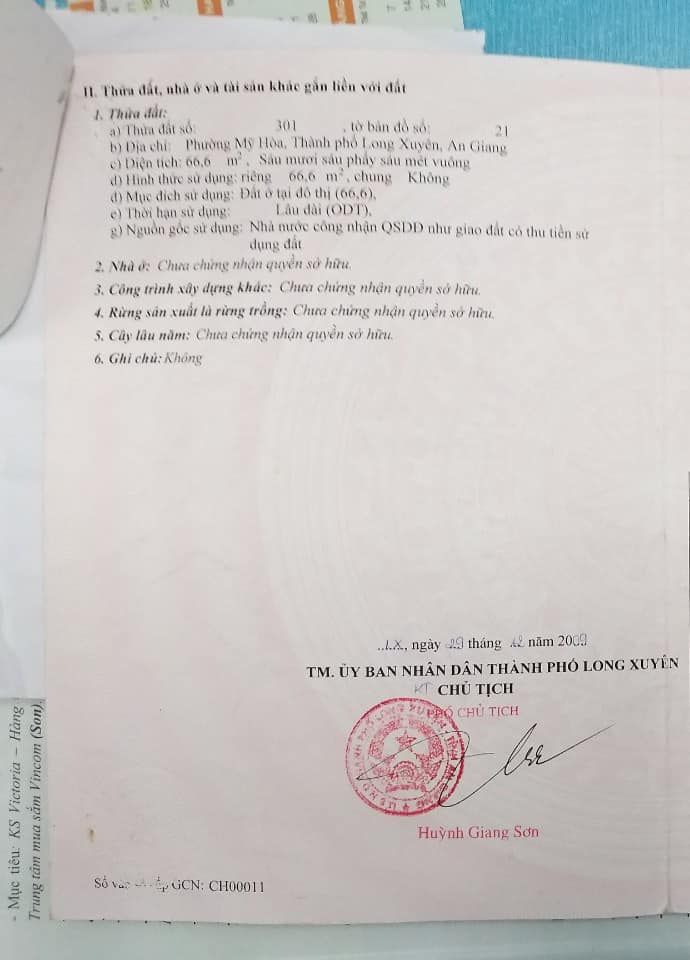 II. Thửa đất, nhà ở và tài sản khác gắn liền với đất
1. Thửa đất:
a) Thửa đất số: 301 , tờ bản đồ số: 21
b) Địa chỉ: Phường Mỹ Hòa, Thành phố Long Xuyên, An Giang
c) Diện tích: 66,6 m², Sáu mươi sáu phẩy sáu mét vuông
d) Hình thức sử dụng: riêng 66,6 m², chung Không
đ) Mục đích sử dụng: Đất ở tại đô thị (66,6),
e) Thời hạn sử dụng: Lâu dài (ODT),
g) Nguồn gốc sử dụng: Nhà nước công nhận QSDĐ như giao đất có thu tiền sử
dụng đất
2. Nhà ở: Chưa chứng nhận quyền sở hữu.
3. Công trình xây dựng khác: Chưa chứng nhận quyền sở hữu.
4. Rừng sản xuất là rừng trồng: Chưa chứng nhận quyền sở hữu.
5. Cây lâu năm: Chưa chứng nhận quyền sở hữu.
6. Ghi chú: Không
..LX, ngày 29 tháng 12 năm 2009
TM. ỦY BAN NHÂN DÂN THÀNH PHỐ LONG XUYÊN
KT CHỦ TỊCH
PHÓ CHỦ TỊCH
Huỳnh Giang Sơn
Số vào cấp GCN: CH00011
- Mục tiêu: KS Victoria – Hàng
Trung tâm mua sắm Vincom (Sơn)